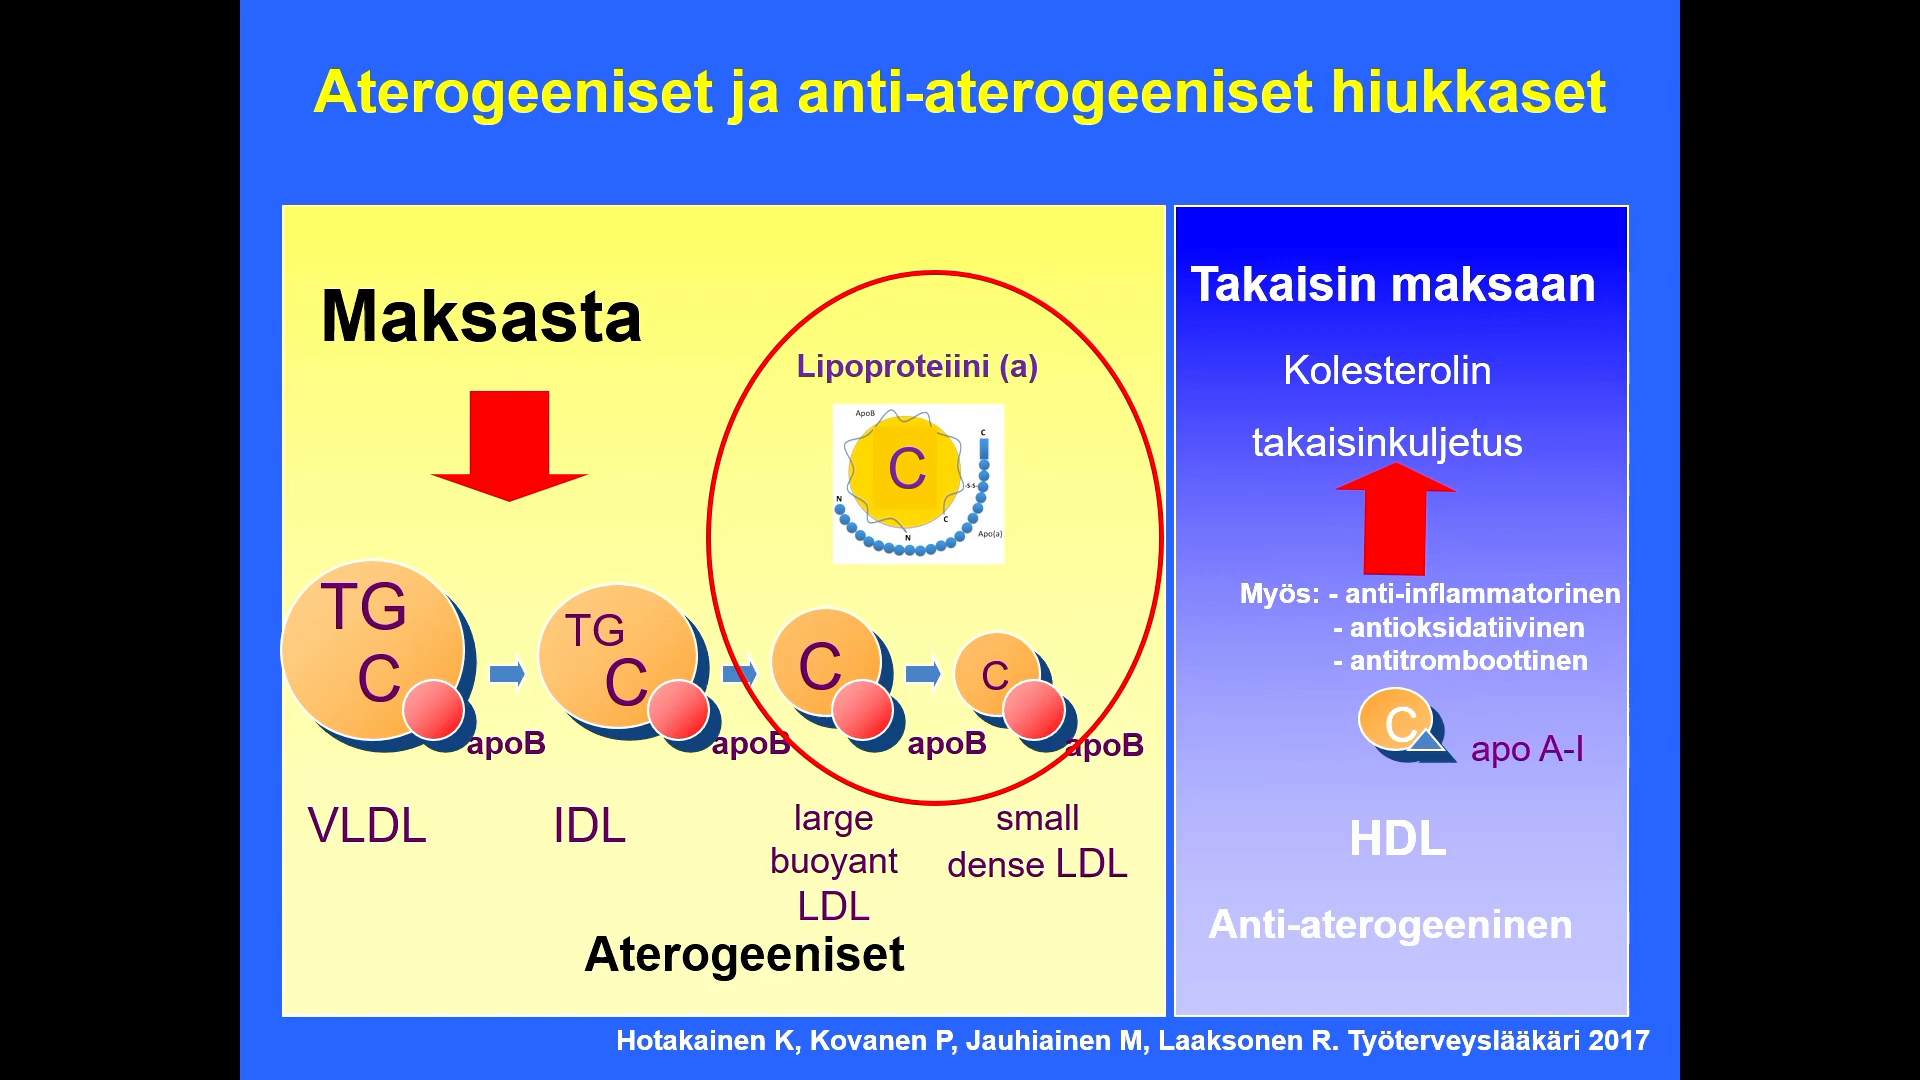 Aterogeeniset ja anti-aterogeeniset hiukkaset
Maksasta
Lipoproteiini (a)
ApoB
C
C
-S-S-
N
C
N
Apo(a)
TG
C
apoB
TG
C
apoB
C
apoB
C
apoB
VLDL
IDL
large
buoyant
LDL
small
dense LDL
Aterogeeniset
Takaisin maksaan
Kolesterolin
takaisinkuljetus
Myös: - anti-inflammatorinen
- antioksidatiivinen
- antitromboottinen
C
apo A-I
HDL
Anti-aterogeeninen
Hotakainen K, Kovanen P, Jauhiainen M, Laaksonen R. Työterveyslääkäri 2017